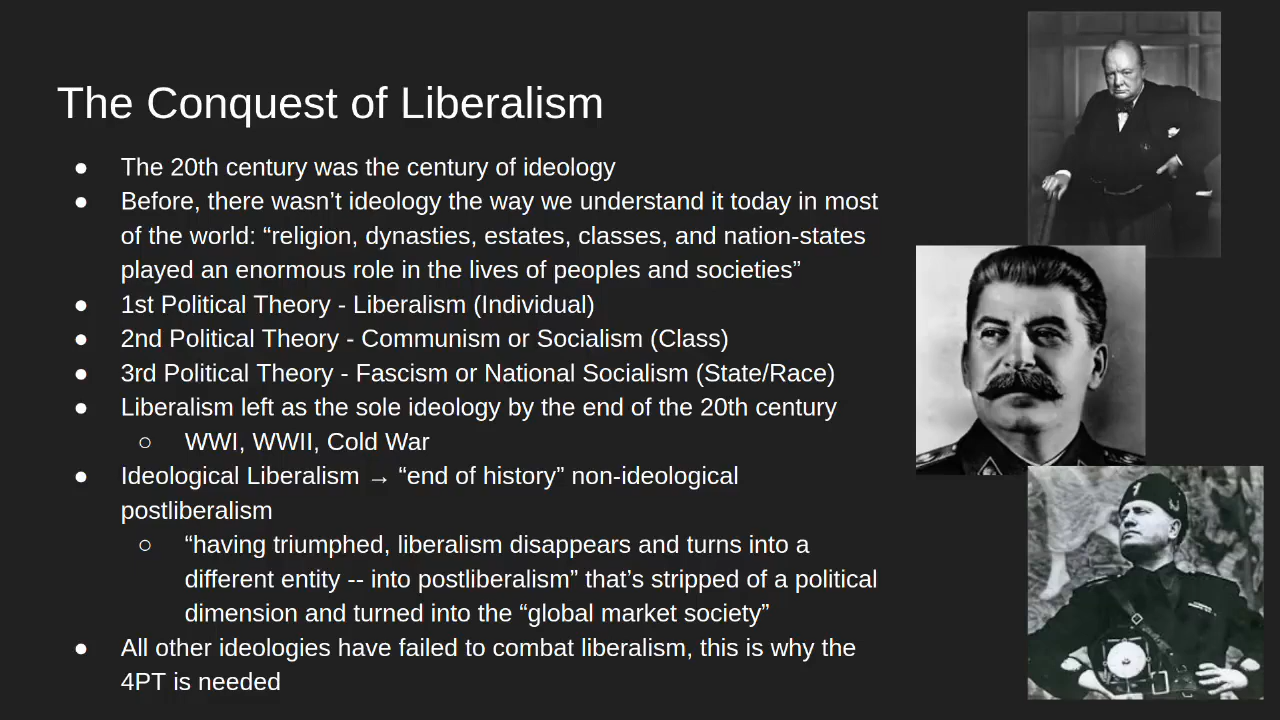 The Conquest of Liberalism
● The 20th century was the century of ideology
● Before, there wasn’t ideology the way we understand it today in most
of the world: “religion, dynasties, estates, classes, and nation-states
played an enormous role in the lives of peoples and societies”
● 1st Political Theory - Liberalism (Individual)
● 2nd Political Theory - Communism or Socialism (Class)
● 3rd Political Theory - Fascism or National Socialism (State/Race)
● Liberalism left as the sole ideology by the end of the 20th century
○ WWI, WWII, Cold War
● Ideological Liberalism → “end of history” non-ideological
postliberalism
○ “having triumphed, liberalism disappears and turns into a
different entity -- into postliberalism” that’s stripped of a political
dimension and turned into the “global market society”
● All other ideologies have failed to combat liberalism, this is why the
4PT is needed